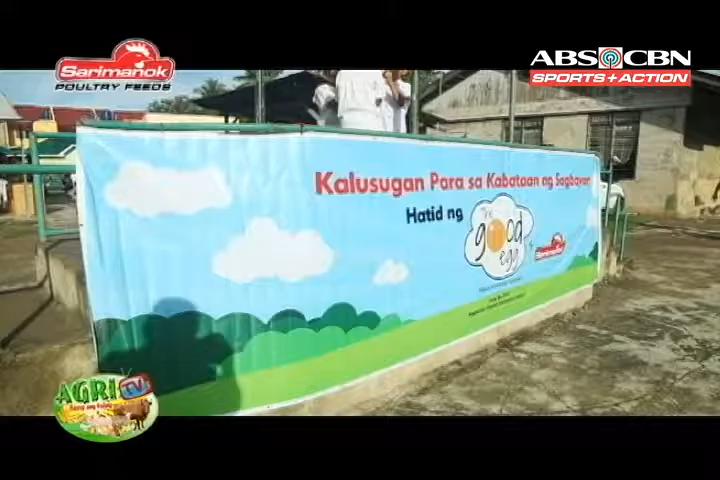 Sarimanok
POULTRY FEEDS
ABS CBN
SPORTS+ACTION
Kalusugan Para sa Kabataan ng Sagbayan
Hatid ng
the
good
egg
Sarimanok
AGRI TV